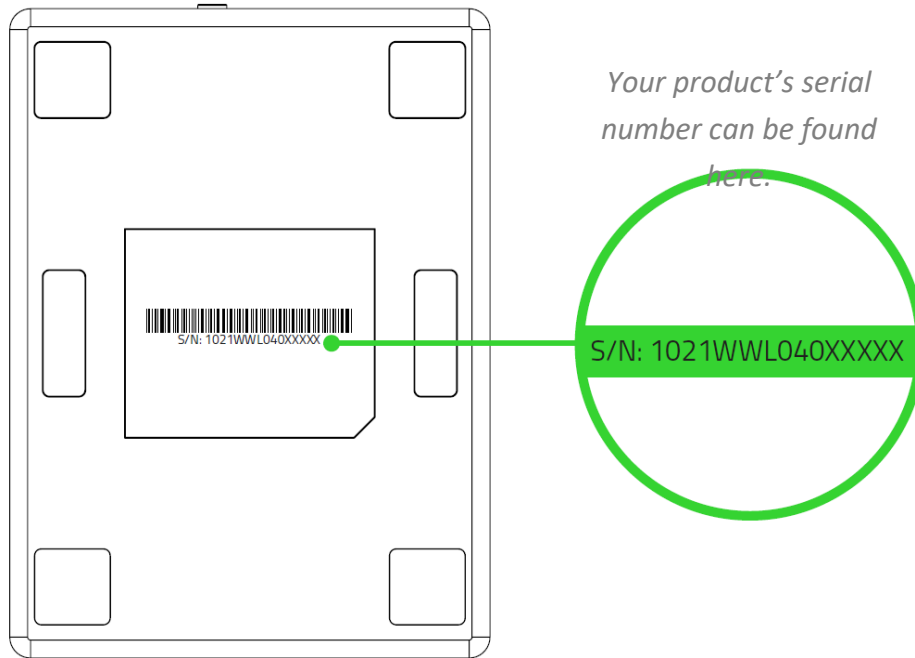 Your product’s serial
number can be found
here.
S/N: 1021WWL040XXXXX
S/N: 1021WWL040XXXXX